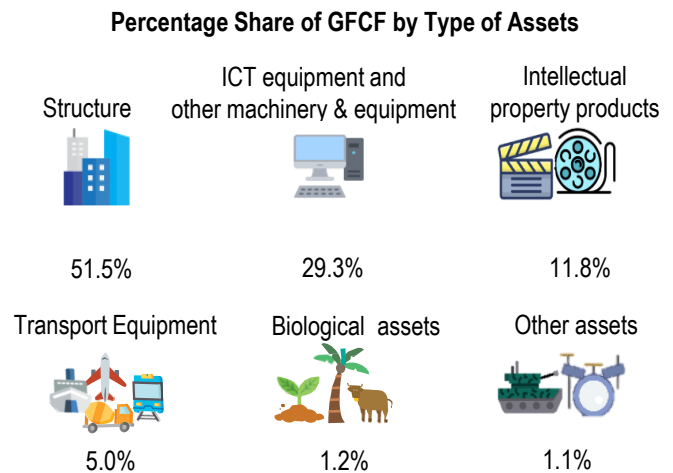 Percentage Share of GFCF by Type of Assets
Structure
ICT equipment and
other machinery & equipment
Intellectual
property products
51.5%
29.3%
11.8%
Transport Equipment
Biological assets
Other assets
5.0%
1.2%
1.1%